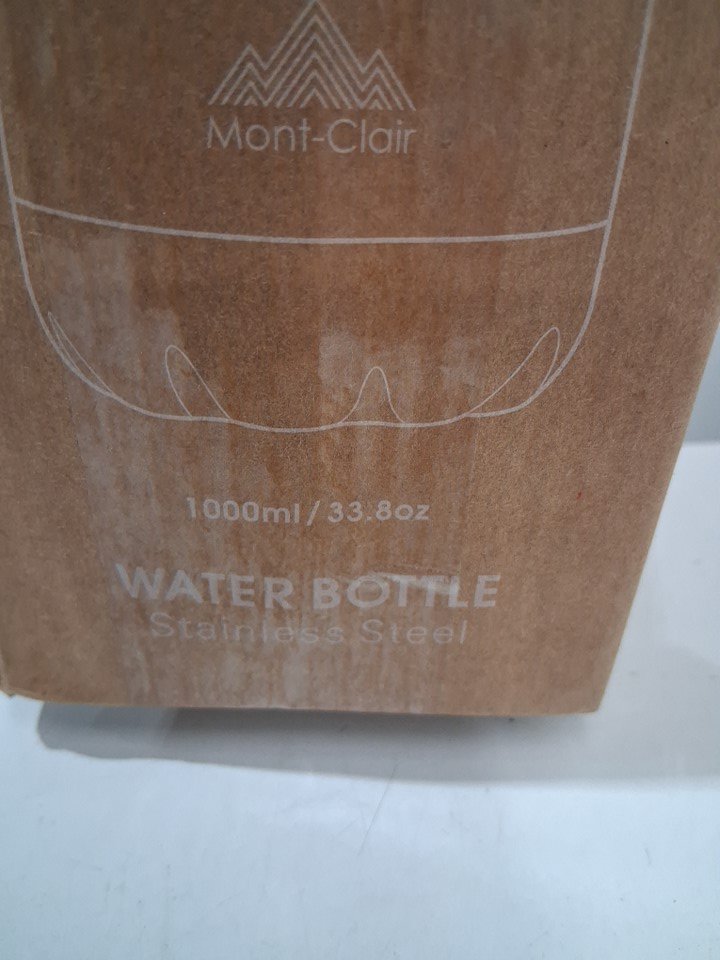 Mont-Clair
1000ml / 33.8oz
WATER BOTTLE
Stainless Steel